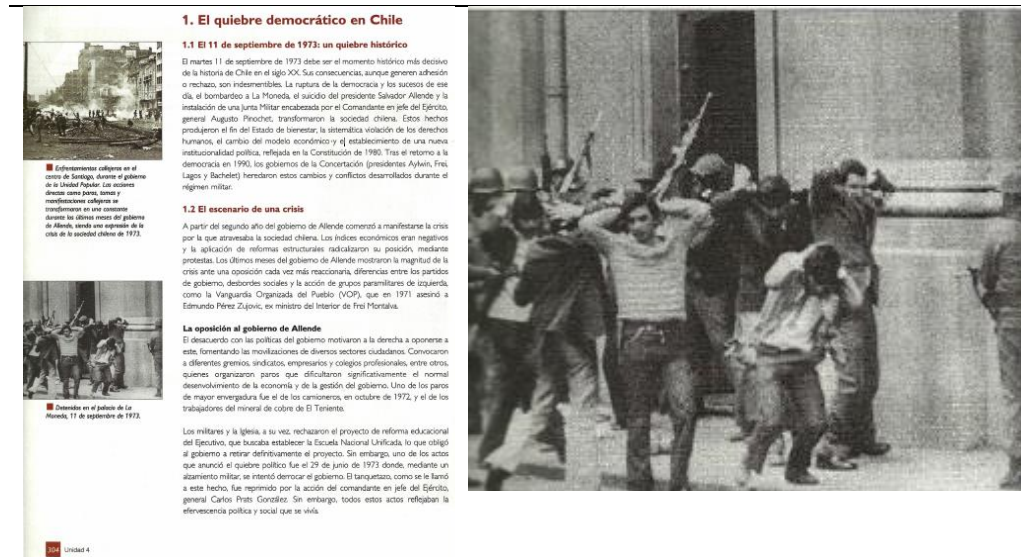 1. El quiebre democrático en Chile
1.1 El 11 de septiembre de 1973: un quiebre histórico
El martes 11 de septiembre de 1973 debe ser el momento histórico más decisivo
de la historia de Chile en el siglo XX. Sus consecuencias, aunque generen adhesión
o rechazo, son indesmentibles. La ruptura de la democracia y los sucesos de ese
día, el bombardeo a La Moneda, el suicidio del presidente Salvador Allende y la
instalación de una Junta Militar encabezada por el Comandante en jefe del Ejército,
general Augusto Pinochet, transformaron la sociedad chilena. Estos hechos
produjeron el fin del Estado de bienestar, la sistemática violación de los derechos
humanos, el cambio del modelo económico y el establecimiento de una nueva
institucionalidad política, reflejada en la Constitución de 1980. Tras el retorno a la
democracia en 1990, los gobiernos de la Concertación (presidentes Aylwin, Frei,
Lagos y Bachelet) heredaron estos cambios y conflictos desarrollados durante el
régimen militar.
Enfrentamientos callejeros en el
centro de Santiago, durante el gobierno
de la Unidad Popular. Las acciones
directas como paros, tomas y
manifestaciones callejeras se
transformaron en una constante
durante los últimos meses del gobierno
de Allende, siendo una expresión de la
crisis de la sociedad chilena de 1973.
1.2 El escenario de una crisis
A partir del segundo año del gobierno de Allende comenzó a manifestarse la crisis
por la que atravesaba la sociedad chilena. Los índices económicos eran negativos
y la aplicación de reformas estructurales radicalizaron su posición, mediante
protestas. Los últimos meses del gobierno de Allende mostraron la magnitud de la
crisis ante una oposición cada vez más reaccionaria, diferencias entre los partidos
de gobierno, desbordes sociales y la acción de grupos paramilitares de izquierda,
como la Vanguardia Organizada del Pueblo (VOP), que en 1971 asesinó a
Edmundo Pérez Zujovic, ex ministro del Interior de Frei Montalva.
La oposición al gobierno de Allende
El desacuerdo con las políticas del gobierno motivaron a la derecha a oponerse a
este, fomentando las movilizaciones de diversos sectores ciudadanos. Convocaron
a diferentes gremios, sindicatos, empresarios y colegios profesionales, entre otros,
quienes organizaron paros que dificultaron significativamente el normal
desenvolvimiento de la economía y de la gestión del gobierno. Uno de los paros
de mayor envergadura fue el de los camioneros, en octubre de 1972, y el de los
trabajadores del mineral de cobre de El Teniente.
Detenidos en el palacio de La
Moneda, 11 de septiembre de 1973.
Los militares y la Iglesia, a su vez, rechazaron el proyecto de reforma educacional
del Ejecutivo, que buscaba establecer la Escuela Nacional Unificada, lo que obligó
al gobierno a retirar definitivamente el proyecto. Sin embargo, uno de los actos
que anunció el quiebre político fue el 29 de junio de 1973 donde, mediante un
alzamiento militar, se intentó derrocar el gobierno. El tanquetazo, como se le llamó
a este hecho, fue reprimido por la acción del comandante en jefe del Ejército,
general Carlos Prats González. Sin embargo, todos estos actos reflejaban la
efervescencia política y social que se vivía.
304 Unidad 4